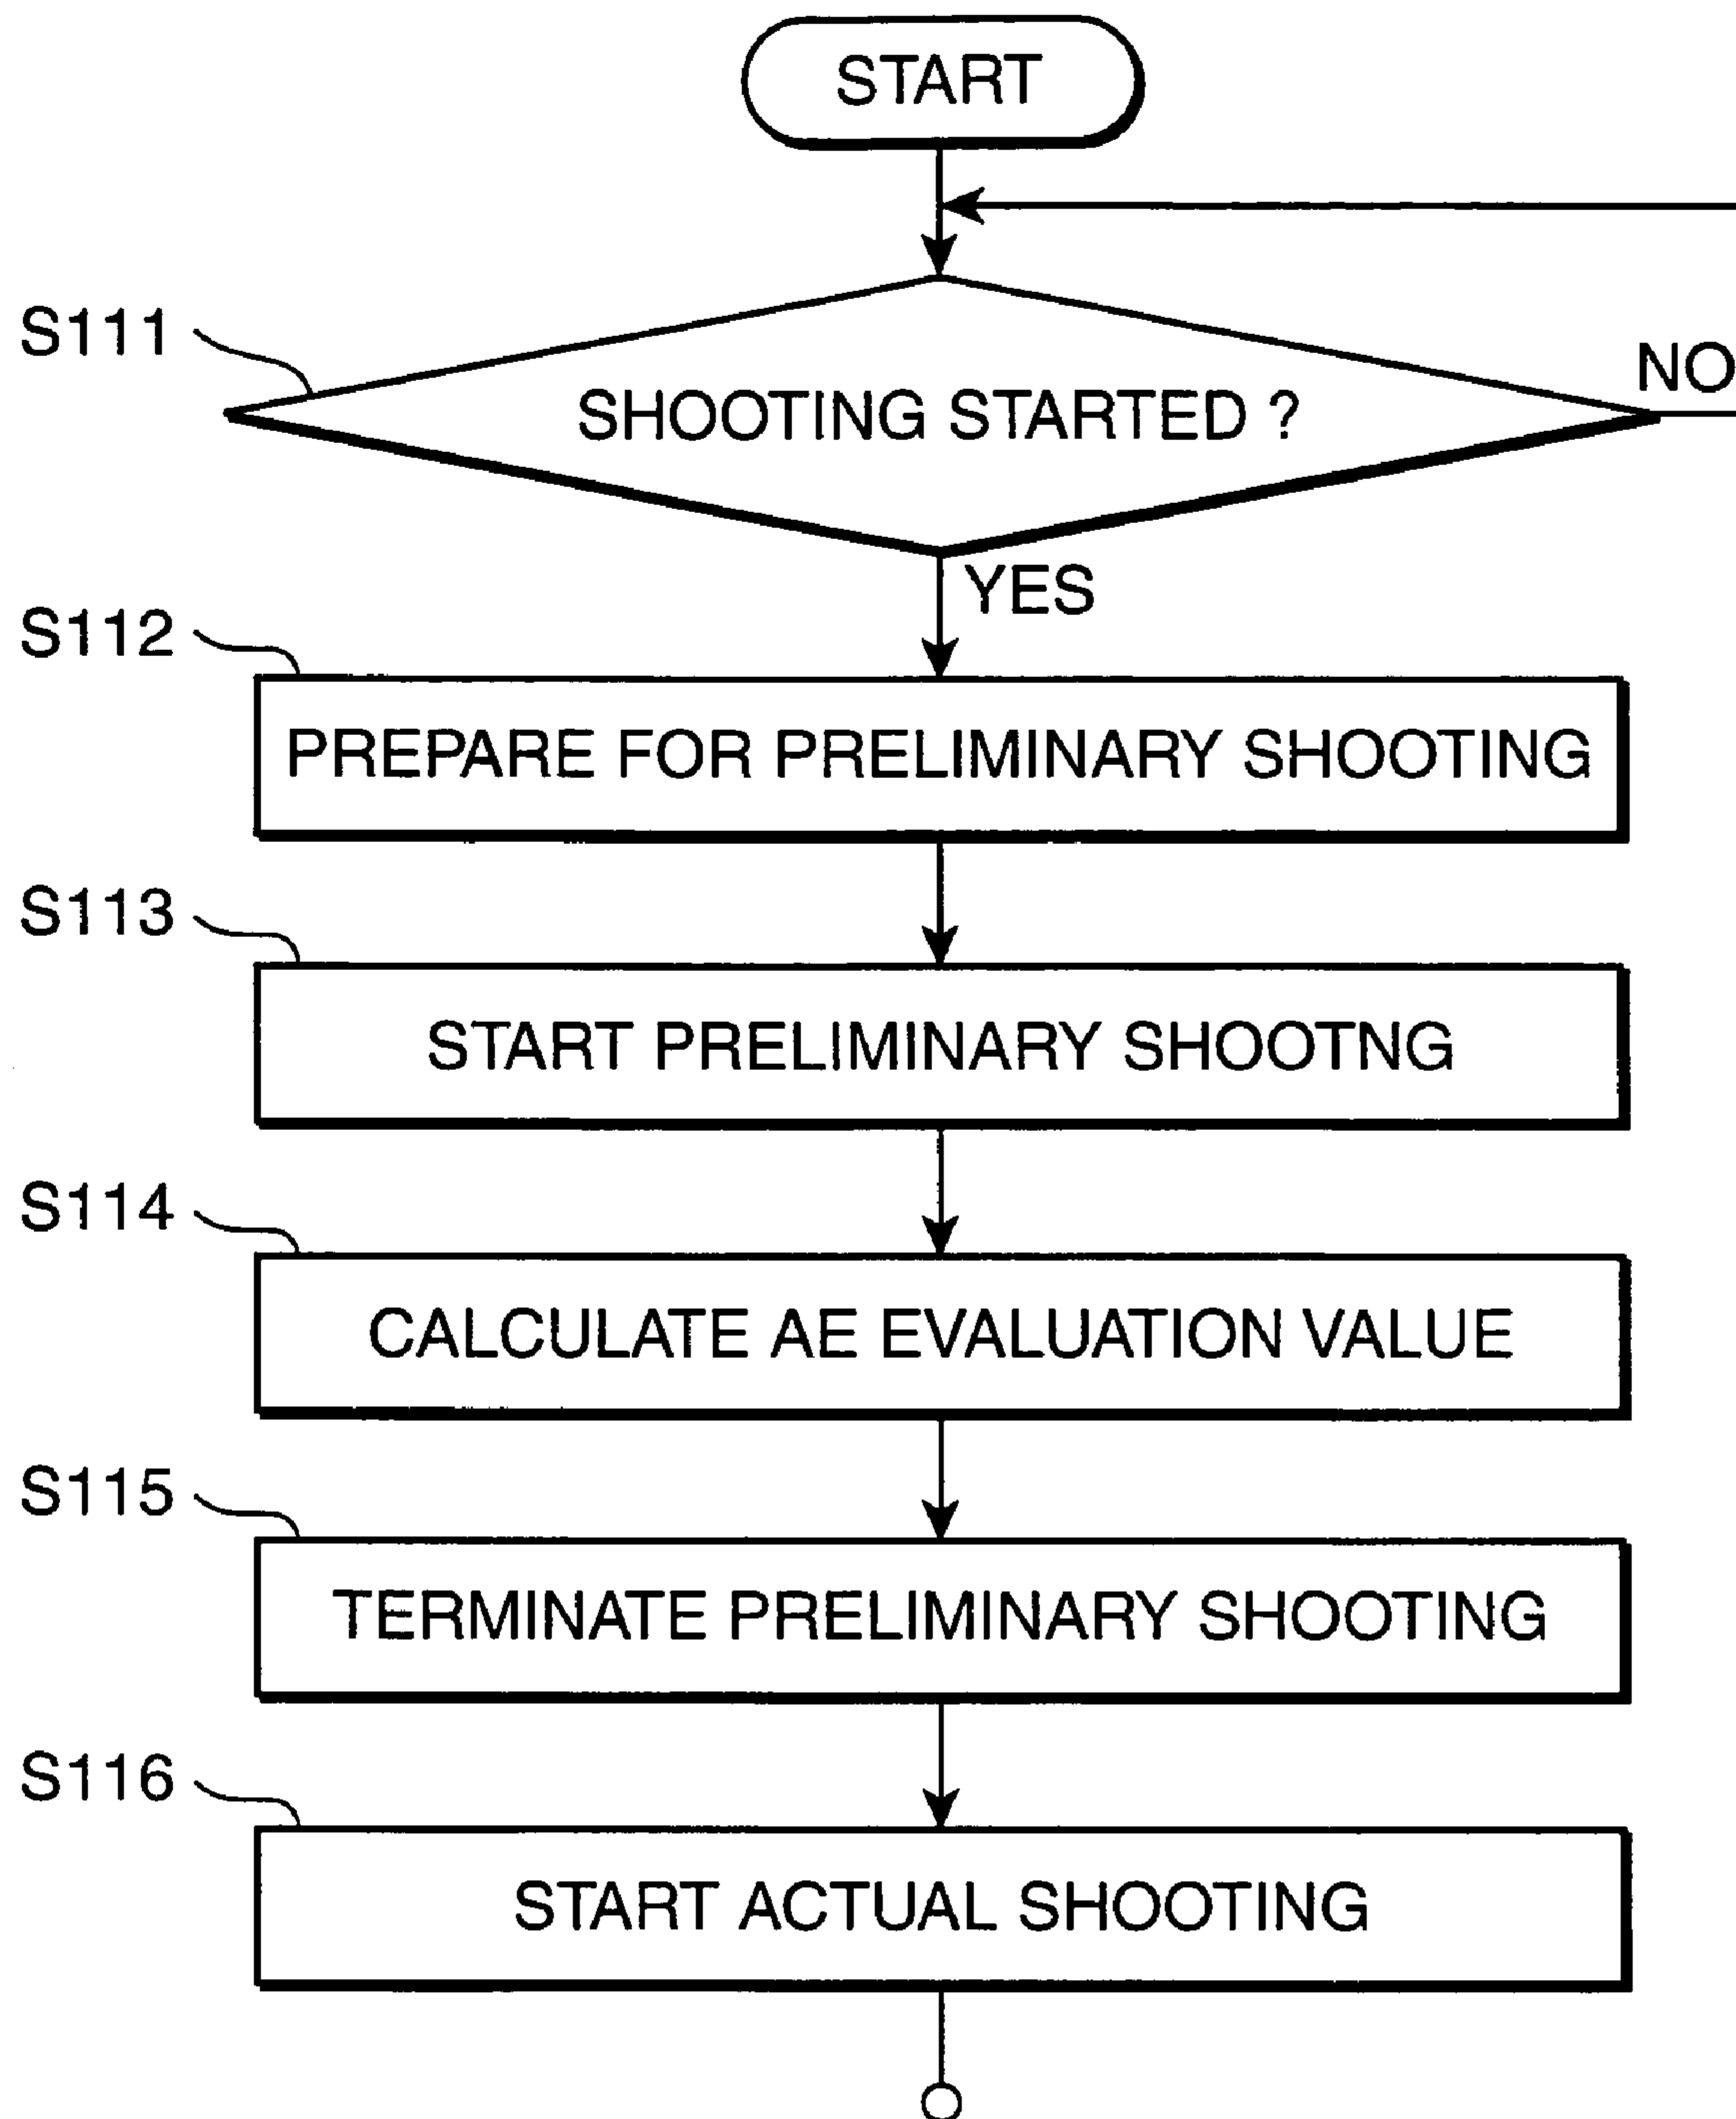 START
S111
SHOOTING STARTED ?
NO
YES
S112
PREPARE FOR PRELIMINARY SHOOTING
S113
START PRELIMINARY SHOOTNG
S114
CALCULATE AE EVALUATION VALUE
S115
TERMINATE PRELIMINARY SHOOTING
S116
START ACTUAL SHOOTING